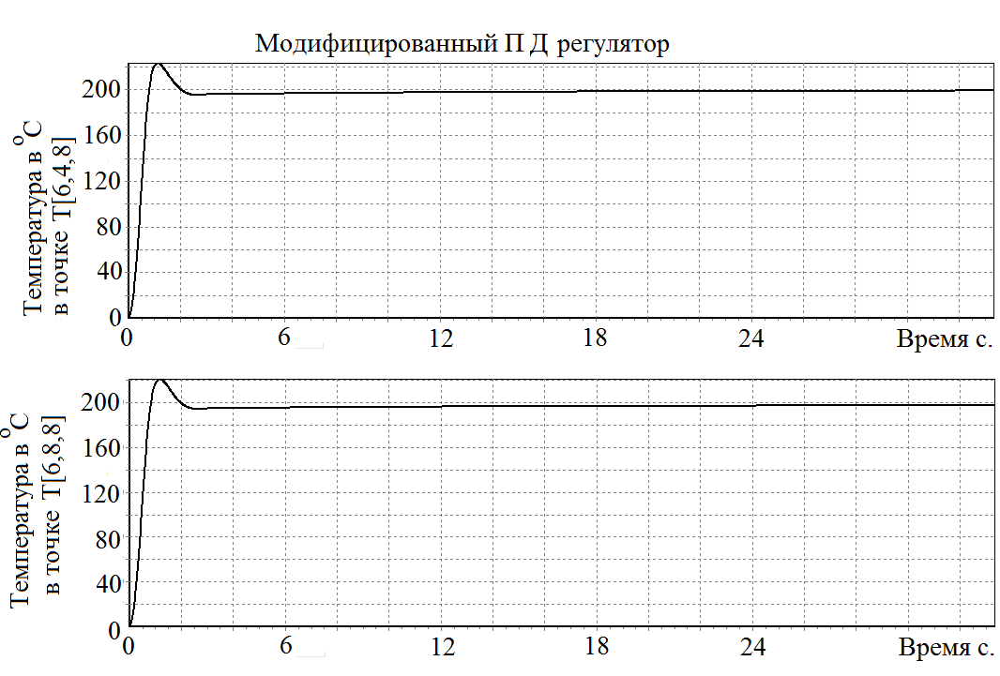 Модифицированный П Д регулятор
Температура в °С
в точке T[6,4,8]
200
160
120
80
40
0
0 6 12 18 24 Время с.
Температура в °С
в точке T[6,8,8]
200
160
120
80
40
0
0 6 12 18 24 Время с.